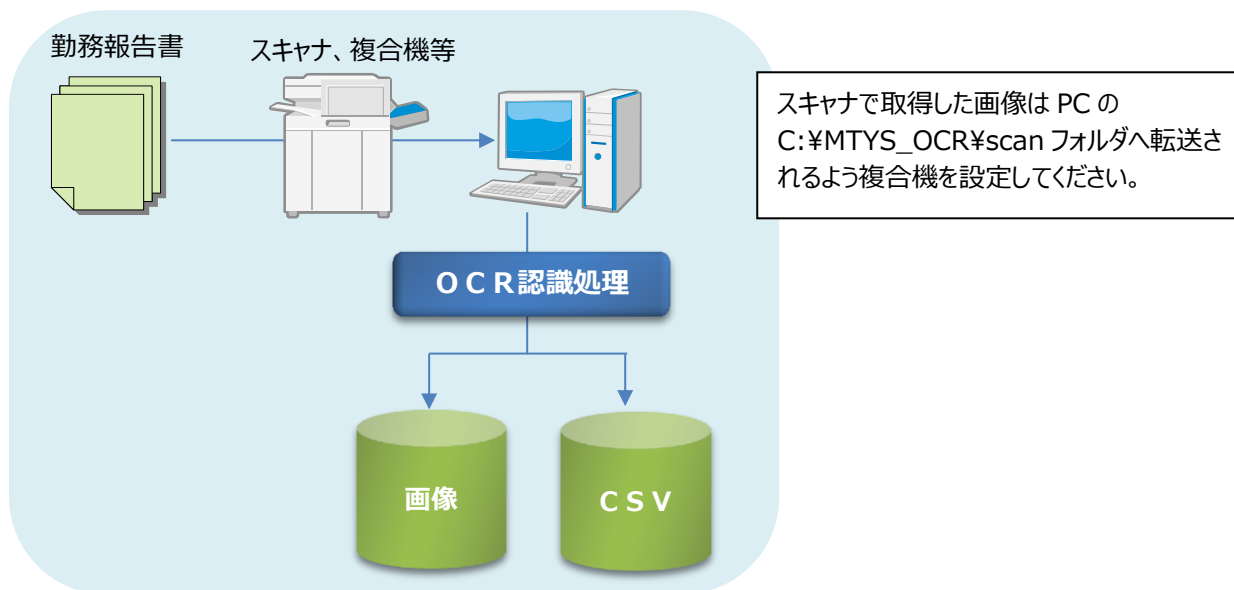 勤務報告書
スキャナ、複合機等
スキャナで取得した画像は PC の
C:¥MTYS_OCR¥scan フォルダへ転送さ
れるよう複合機を設定してください。
ＯＣＲ認識処理
画像
ＣＳＶ